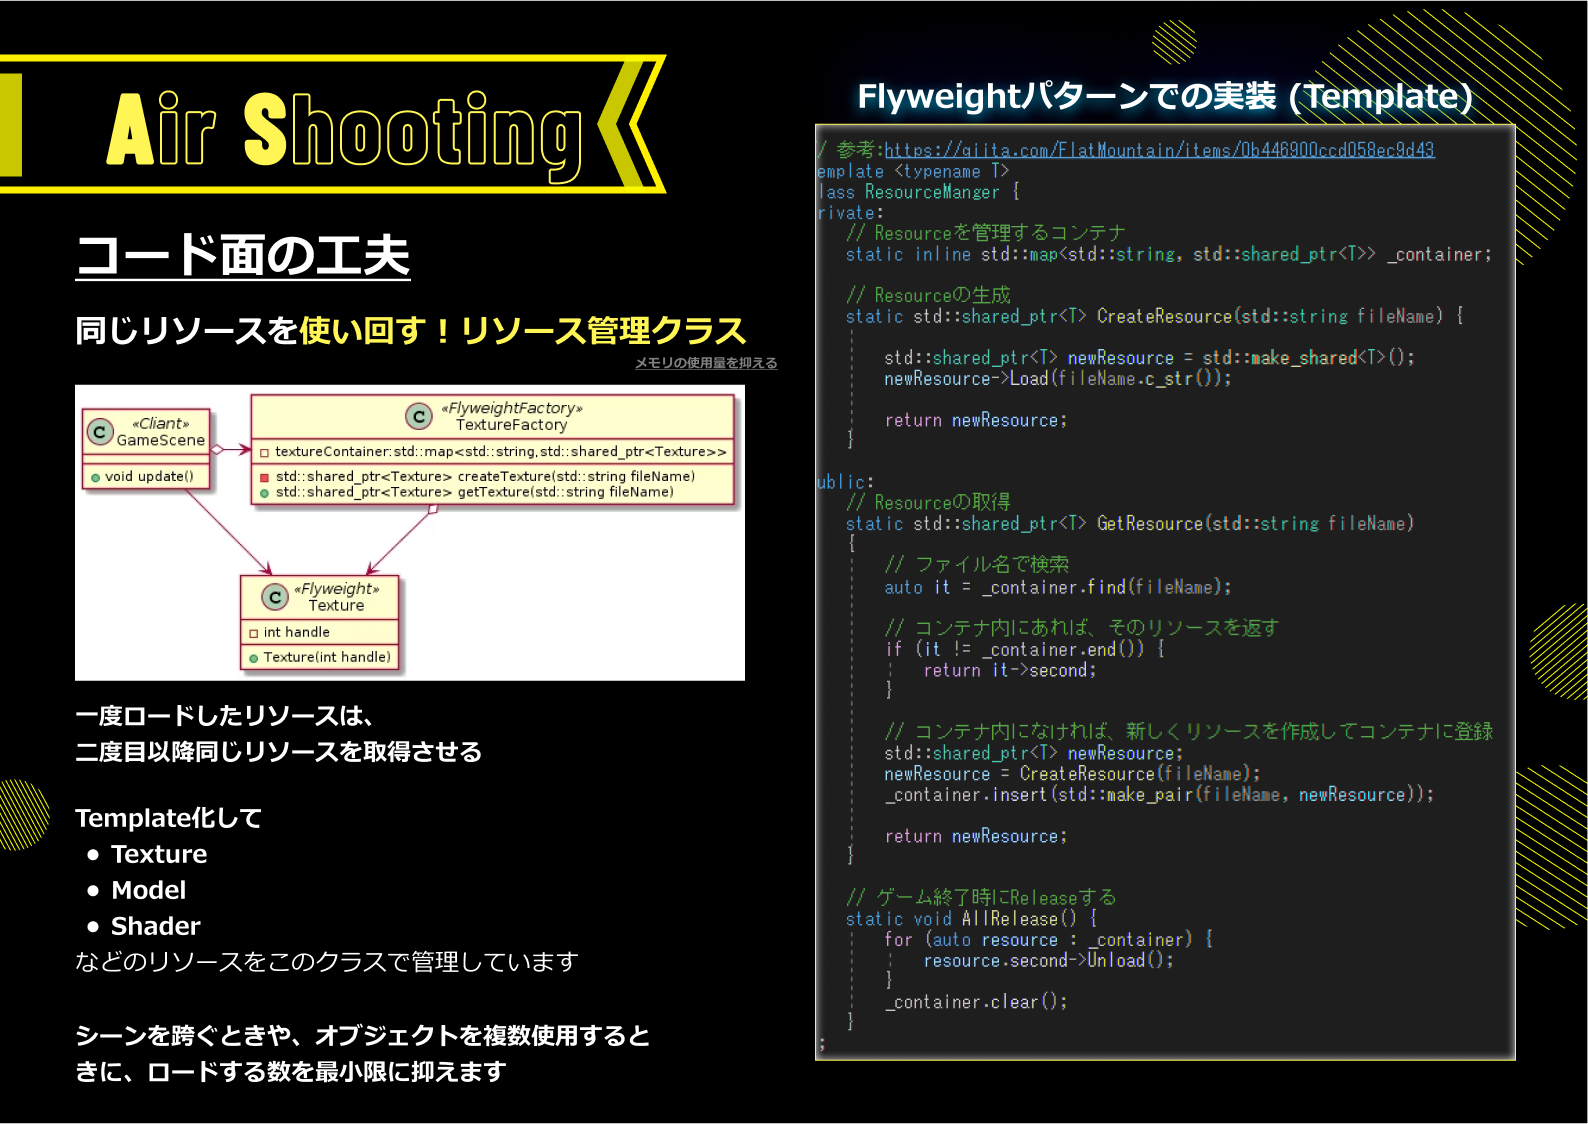 Air Shooting
コード面の工夫
同じリソースを使い回す！リソース管理クラス
メモリの使用量を抑える
C
«Cliant»
GameScene
void update()
C
«FlyweightFactory»
TextureFactory
textureContainer:std::map<std::string,std::shared_ptr<Texture>>
std::shared_ptr<Texture> createTexture(std::string fileName)
std::shared_ptr<Texture> getTexture(std::string fileName)
C
«Flyweight»
Texture
int handle
Texture(int handle)
一度ロードしたリソースは、
二度目以降同じリソースを取得させる
Template化して
● Texture
● Model
● Shader
などのリソースをこのクラスで管理しています
シーンを跨ぐときや、オブジェクトを複数使用すると
きに、ロードする数を最小限に抑えます
Flyweightパターンでの実装 (Template)
/ 参考:https://qiita.com/FlatMountain/items/0b446900ccd058ec9d43
emplate <typename T>
lass ResourceManger {
rivate:
// Resourceを管理するコンテナ
static inline std::map<std::string, std::shared_ptr<T>> _container;
// Resourceの生成
static std::shared_ptr<T> CreateResource(std::string fileName) {
std::shared_ptr<T> newResource = std::make_shared<T>();
newResource->Load(fileName.c_str());
return newResource;
}
ublic:
// Resourceの取得
static std::shared_ptr<T> GetResource(std::string fileName)
{
// ファイル名で検索
auto it = _container.find(fileName);
// コンテナ内にあれば、そのリソースを返す
if (it != _container.end()) {
return it->second;
}
// コンテナ内になければ、新しくリソースを作成してコンテナに登録
std::shared_ptr<T> newResource;
newResource = CreateResource(fileName);
_container.insert(std::make_pair(fileName, newResource));
return newResource;
}
// ゲーム終了時にReleaseする
static void AllRelease() {
for (auto resource : _container) {
resource.second->Unload();
}
_container.clear();
}
;